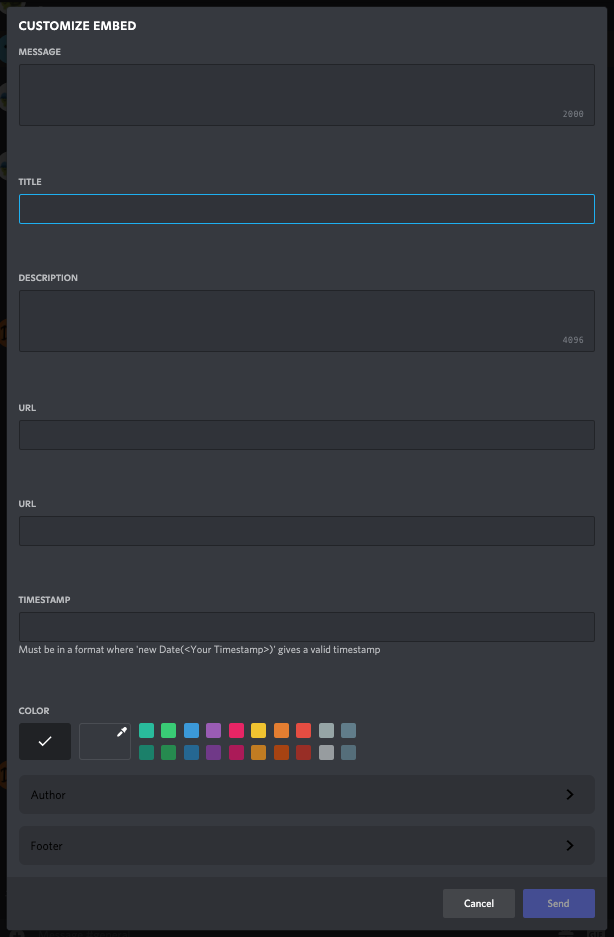 CUSTOMIZE EMBED
MESSAGE
2000
TITLE
DESCRIPTION
4096
URL
URL
TIMESTAMP
Must be in a format where 'new Date(<Your Timestamp>)' gives a valid timestamp
COLOR
Author
Footer
Cancel
Send